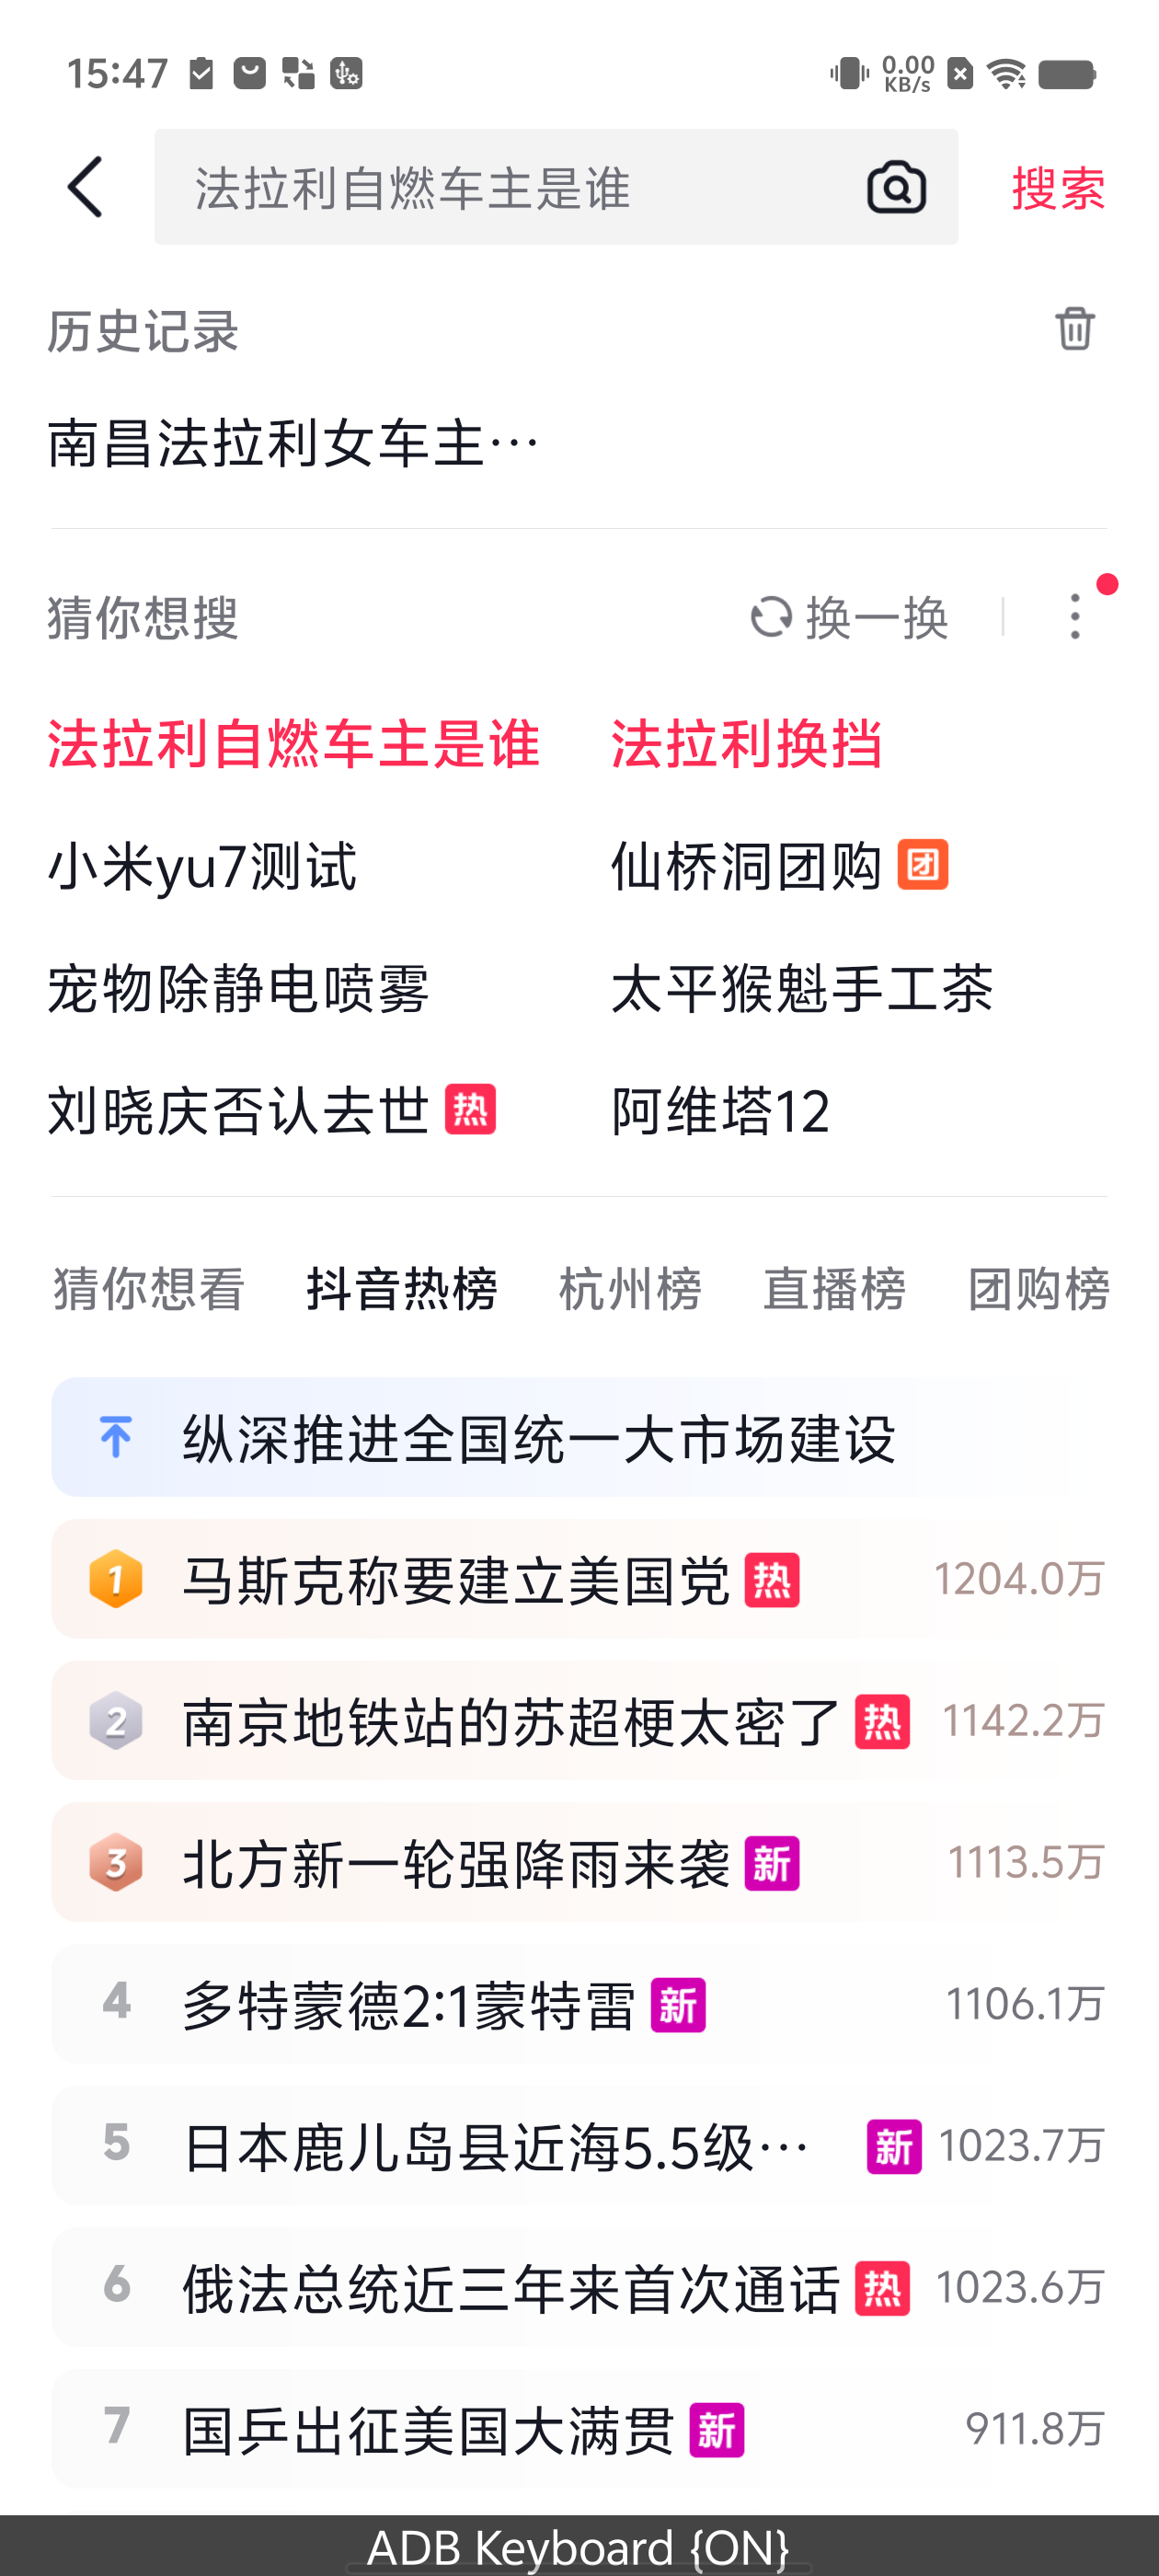 15:47
0.00
KB/s
法拉利自燃车主是谁
搜索
历史记录
南昌法拉利女车主…
猜你想搜
换一换
法拉利自燃车主是谁 法拉利换挡
小米yu7测试 仙桥洞团购 团
宠物除静电喷雾 太平猴魁手工茶
刘晓庆否认去世 热 阿维塔12
猜你想看 抖音热榜 杭州榜 直播榜 团购榜
纵深推进全国统一大市场建设
1 马斯克称要建立美国党 热 1204.0万
2 南京地铁站的苏超梗太密了 热 1142.2万
3 北方新一轮强降雨来袭 新 1113.5万
4 多特蒙德2:1蒙特雷 新 1106.1万
5 日本鹿儿岛县近海5.5级… 新 1023.7万
6 俄法总统近三年来首次通话 热 1023.6万
7 国乒出征美国大满贯 新 911.8万
ADB Keyboard {ON}